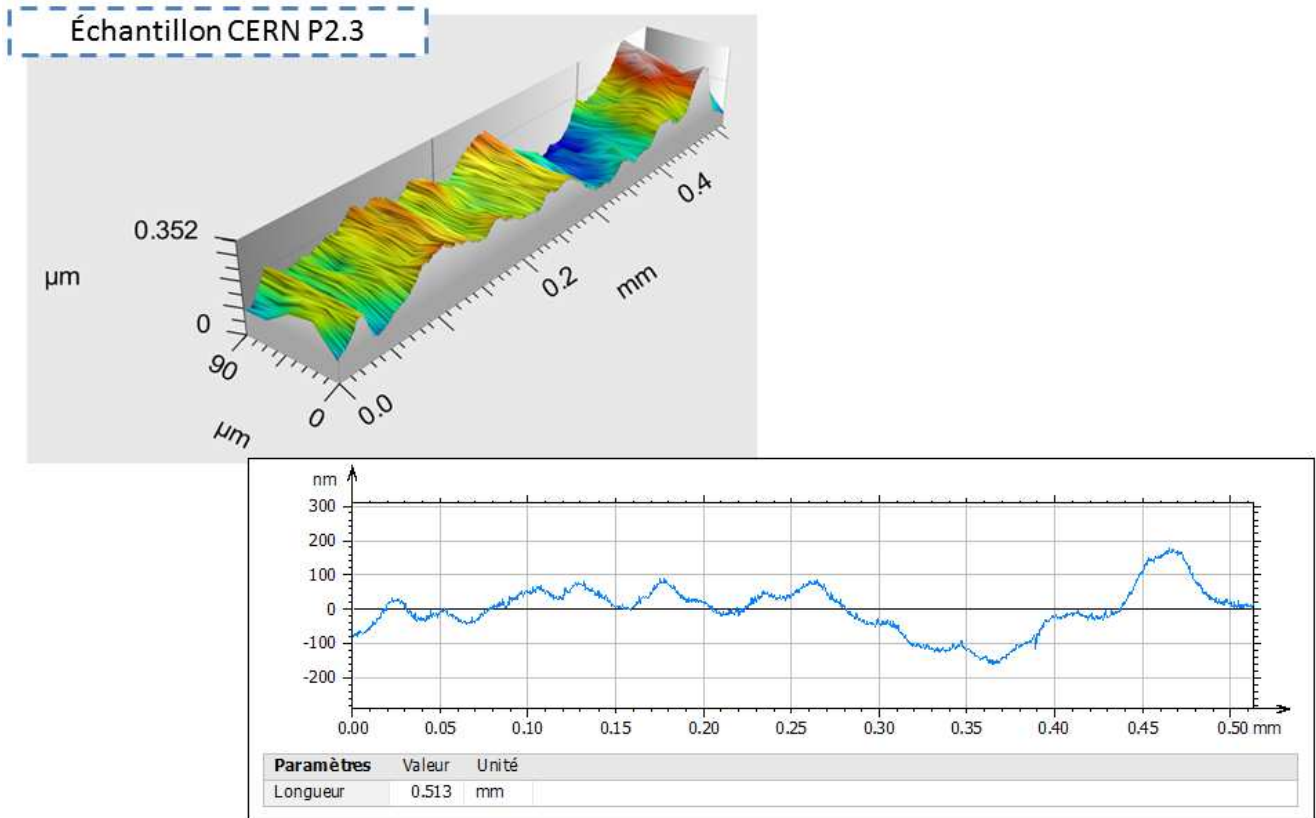 Échantillon CERN P2.3
0.352
µm
0
90
µm
0
0.0
0.2
mm
0.4
nm
300
200
100
0
-100
-200
0.00 0.05 0.10 0.15 0.20 0.25 0.30 0.35 0.40 0.45 0.50 mm
Paramètres Valeur Unité
Longueur 0.513 mm